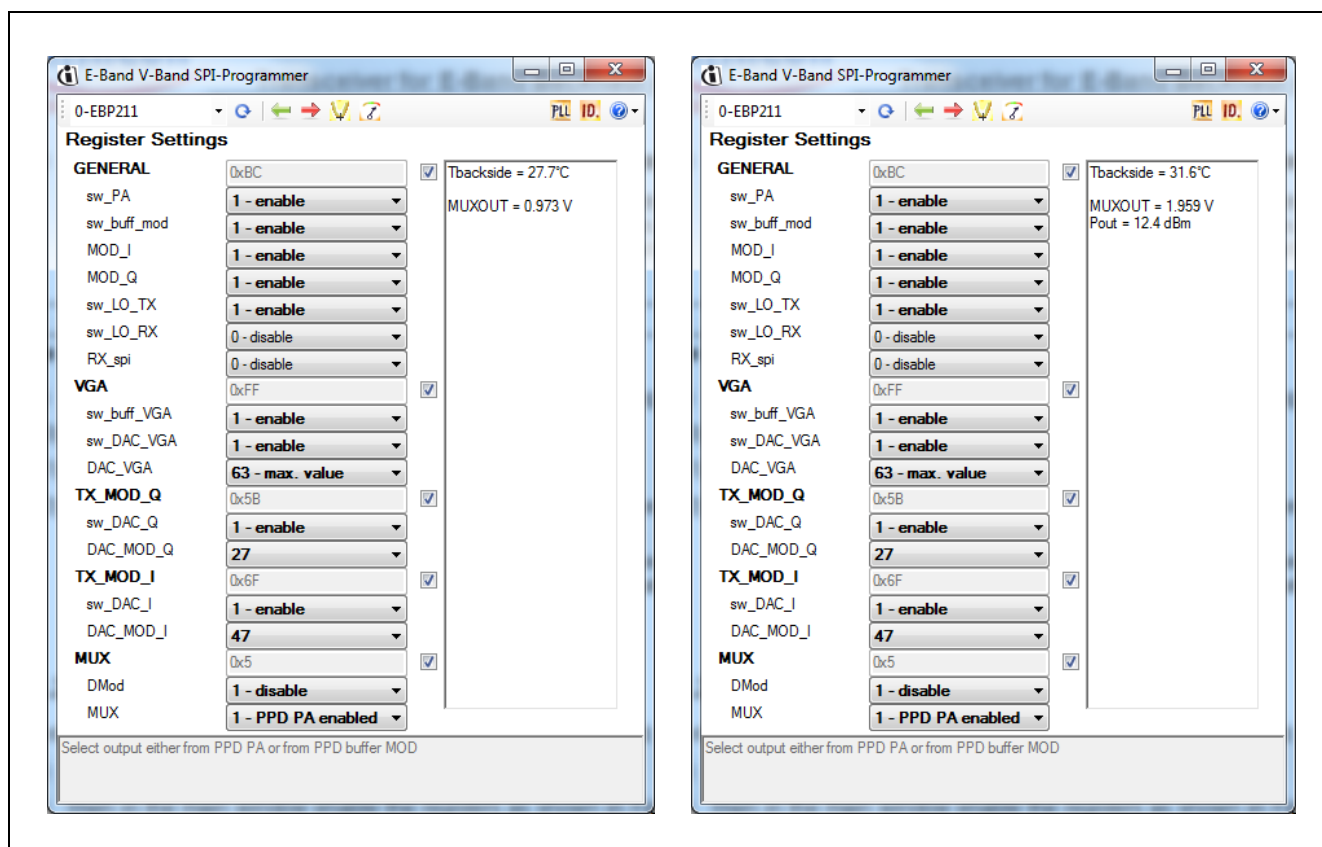 E-Band V-Band SPI-Programmer
0-EBP211
PLL ID.
Register Settings
GENERAL 0xBC
sw_PA 1 - enable
sw_buff_mod 1 - enable
MOD_I 1 - enable
MOD_Q 1 - enable
sw_LO_TX 1 - enable
sw_LO_RX 0 - disable
RX_spi 0 - disable
VGA 0xFF
sw_buff_VGA 1 - enable
sw_DAC_VGA 1 - enable
DAC_VGA 63 - max. value
TX_MOD_Q 0x5B
sw_DAC_Q 1 - enable
DAC_MOD_Q 27
TX_MOD_I 0x6F
sw_DAC_I 1 - enable
DAC_MOD_I 47
MUX 0x5
DMod 1 - disable
MUX 1 - PPD PA enabled
Tbackside = 27.7°C
MUXOUT = 0.973 V
Select output either from PPD PA or from PPD buffer MOD
E-Band V-Band SPI-Programmer
0-EBP211
PLL ID.
Register Settings
GENERAL 0xBC
sw_PA 1 - enable
sw_buff_mod 1 - enable
MOD_I 1 - enable
MOD_Q 1 - enable
sw_LO_TX 1 - enable
sw_LO_RX 0 - disable
RX_spi 0 - disable
VGA 0xFF
sw_buff_VGA 1 - enable
sw_DAC_VGA 1 - enable
DAC_VGA 63 - max. value
TX_MOD_Q 0x5B
sw_DAC_Q 1 - enable
DAC_MOD_Q 27
TX_MOD_I 0x6F
sw_DAC_I 1 - enable
DAC_MOD_I 47
MUX 0x5
DMod 1 - disable
MUX 1 - PPD PA enabled
Tbackside = 31.6°C
MUXOUT = 1.959 V
Pout = 12.4 dBm
Select output either from PPD PA or from PPD buffer MOD